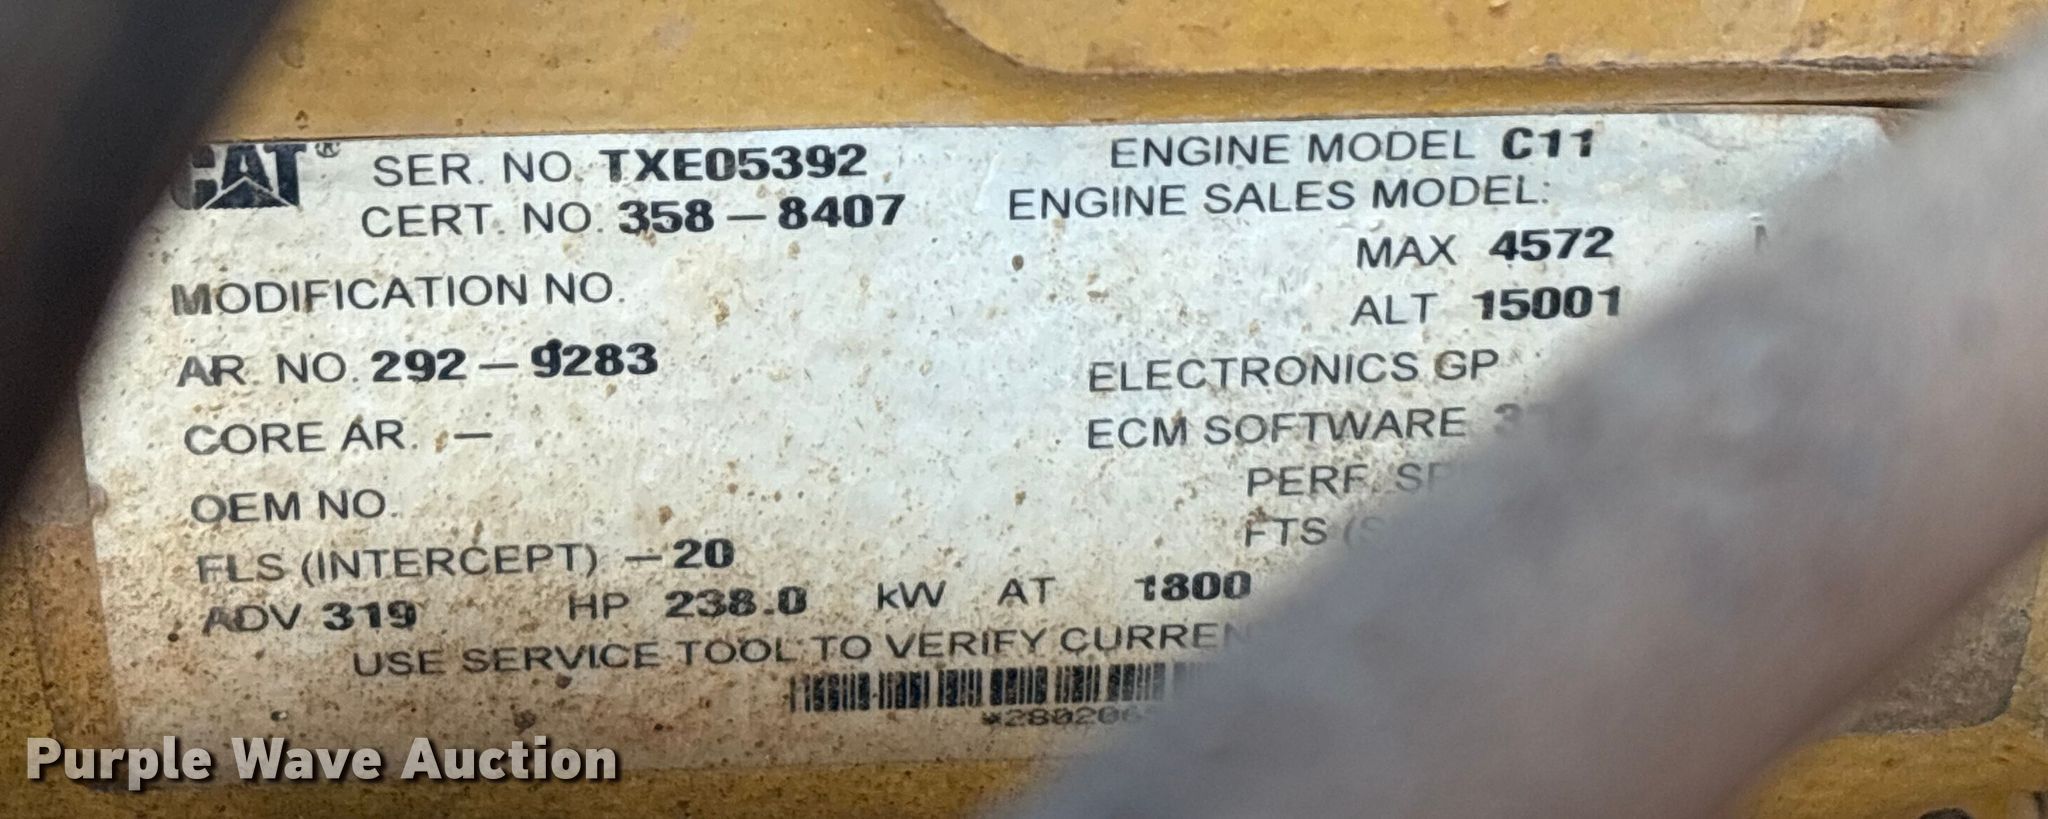 CAT® SER. NO. TXE05392 ENGINE MODEL C11
CERT. NO. 358-8407 ENGINE SALES MODEL:
MAX 4572
MODIFICATION NO. ALT 15001
AR. NO. 292-9283 ELECTRONICS GP
CORE AR. - ECM SOFTWARE
OEM NO. PERF.
FLS (INTERCEPT) -20 FTS
ADV 319 HP 238.0 kW AT 1800
USE SERVICE TOOL TO VERIFY
Purple Wave Auction